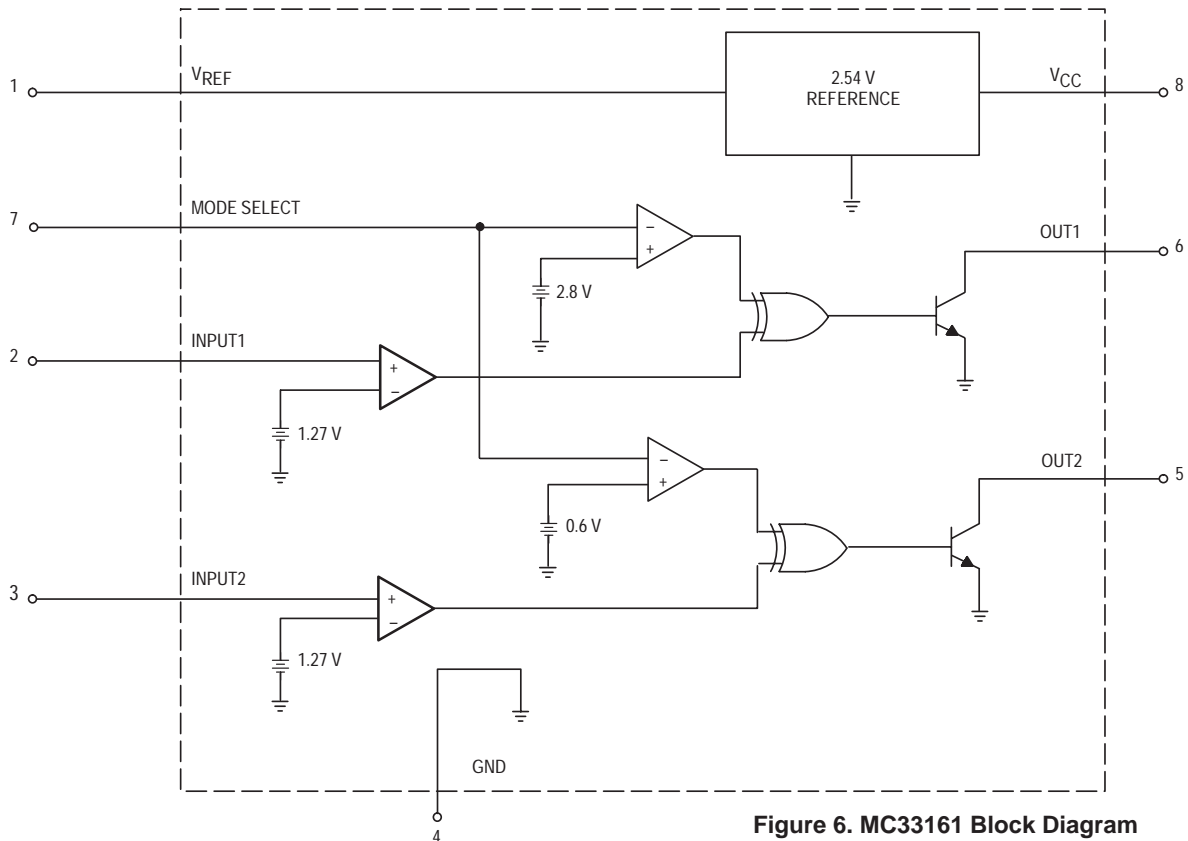 2.54 V
REFERENCE
1
VREF
VCC
8
7
MODE SELECT
−
+
2.8 V
OUT1
6
2
INPUT1
+
−
1.27 V
−
+
0.6 V
OUT2
5
3
INPUT2
+
−
1.27 V
GND
4
Figure 6. MC33161 Block Diagram